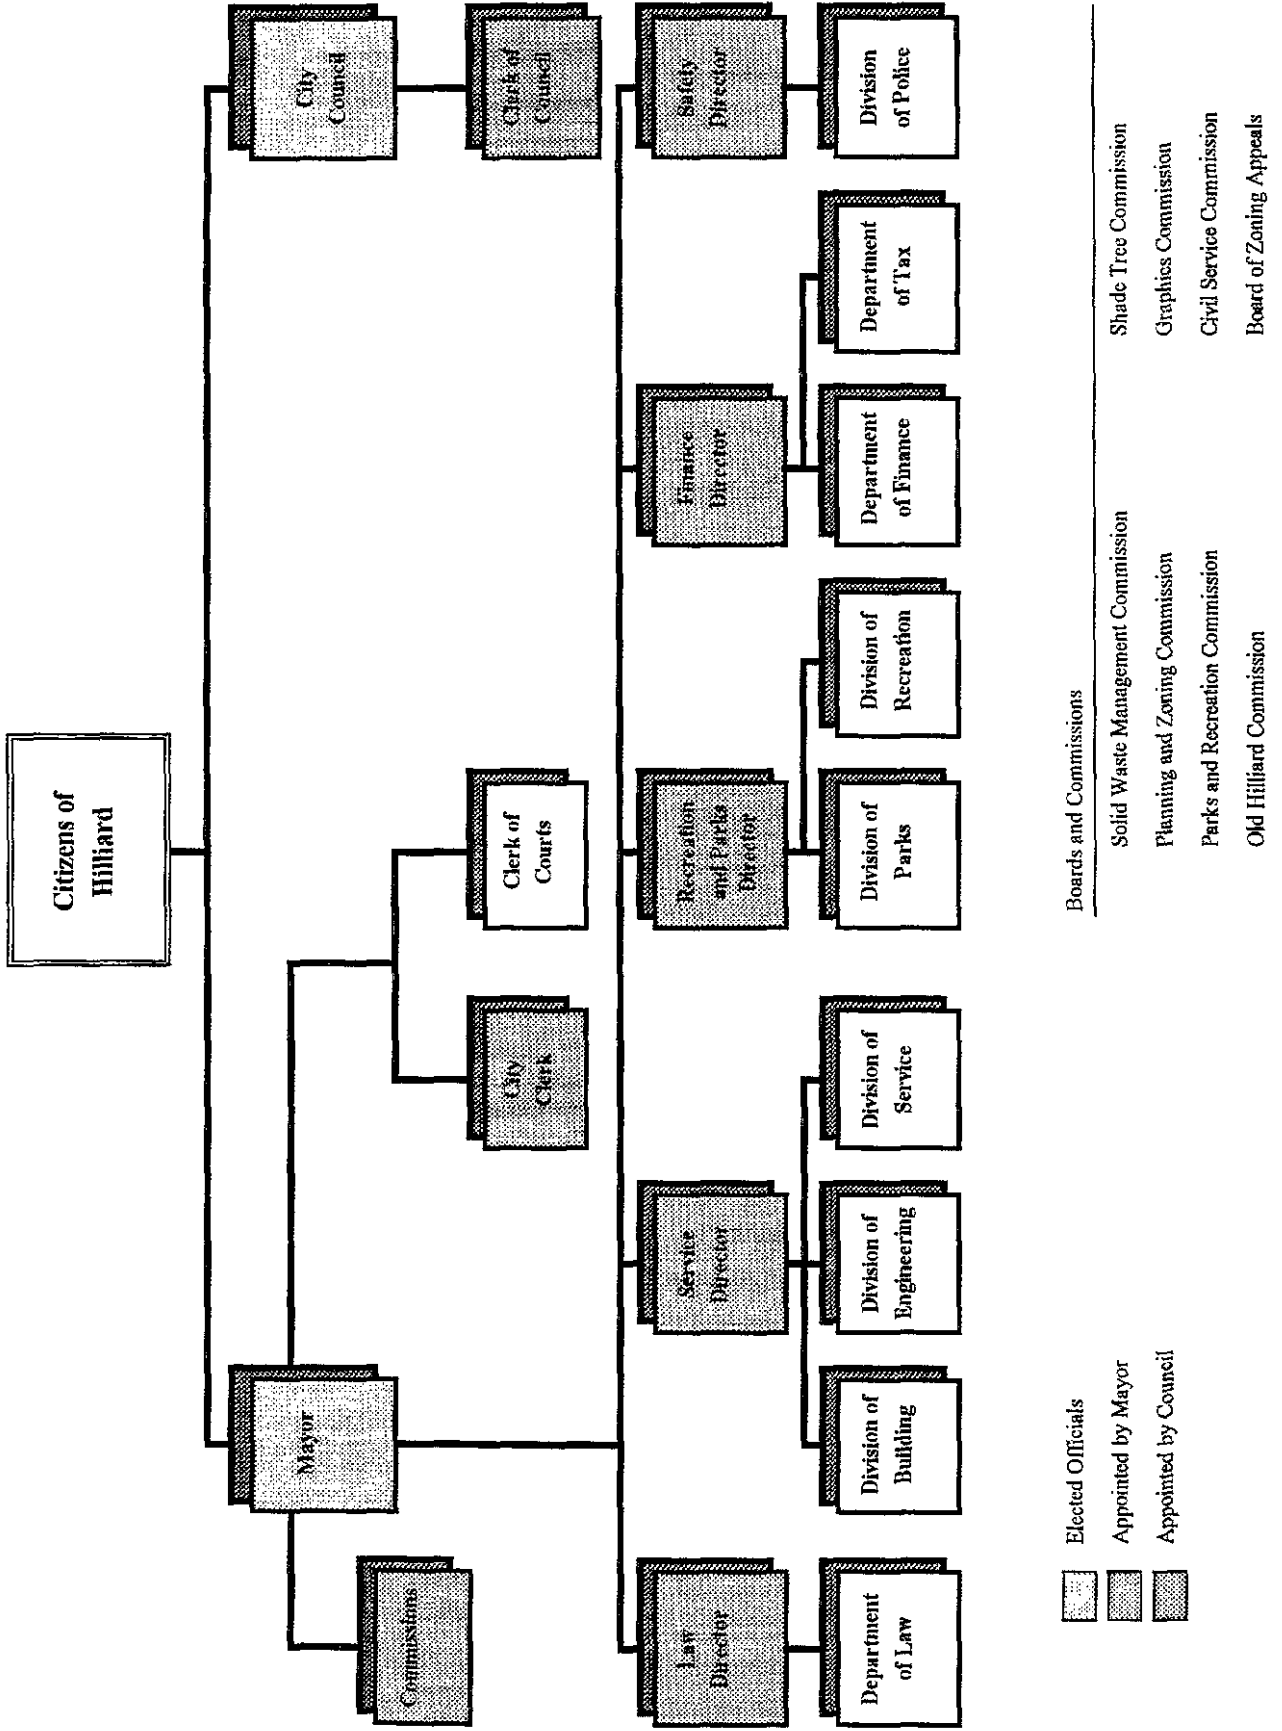 Citizens of
Hilliard
Mayor
City
Council
Commissions
City
Clerk
Clerk of
Courts
Clerk of
Council
Law
Director
Service
Director
Recreation
and Parks
Director
Finance
Director
Safety
Director
Department
of Law
Division of
Building
Division of
Engineering
Division of
Service
Division of
Parks
Division of
Recreation
Department
of Finance
Department
of Tax
Division
of Police
Elected Officials
Appointed by Mayor
Appointed by Council
Boards and Commissions
Solid Waste Management Commission
Planning and Zoning Commission
Parks and Recreation Commission
Old Hilliard Commission
Shade Tree Commission
Graphics Commission
Civil Service Commission
Board of Zoning Appeals